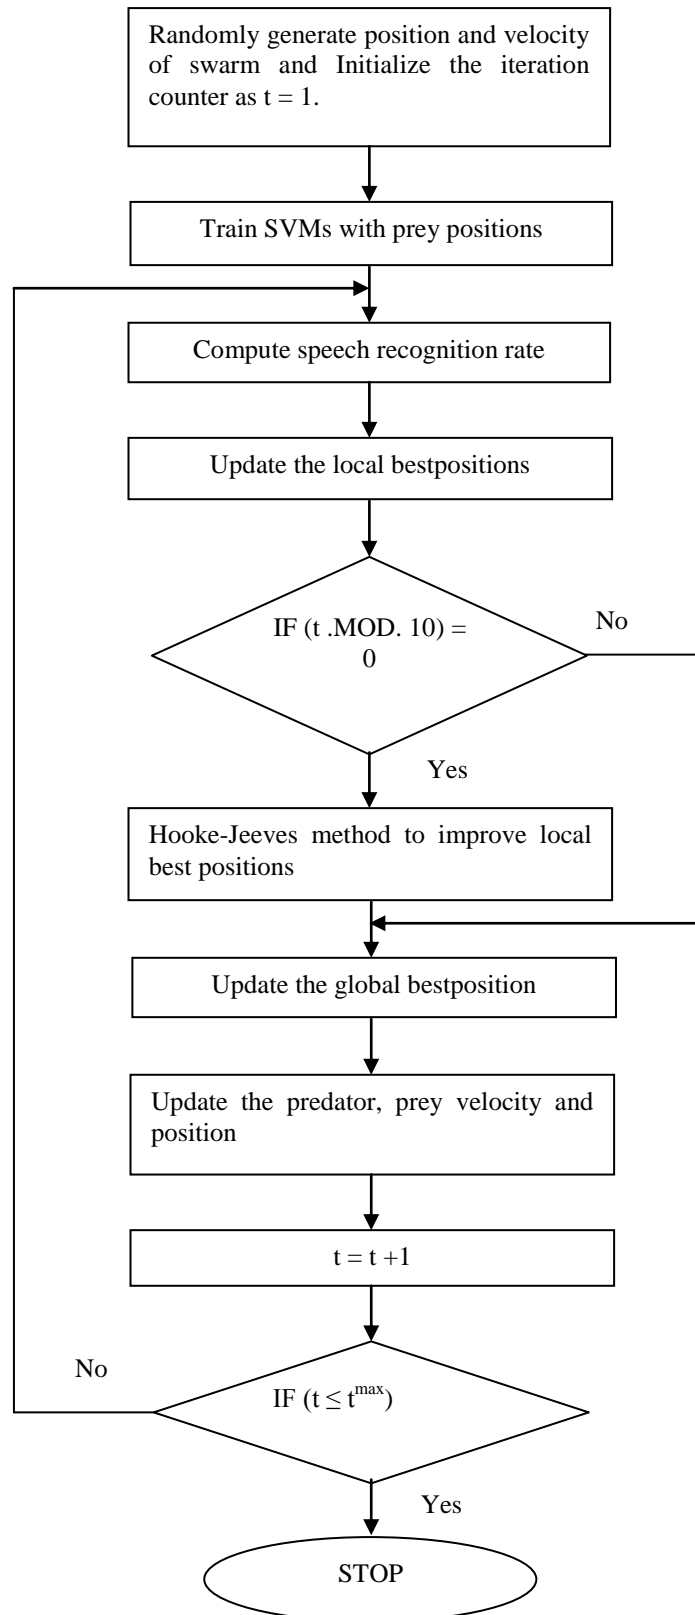 Randomly generate position and velocity
of swarm and Initialize the iteration
counter as t = 1.
Train SVMs with prey positions
Compute speech recognition rate
Update the local bestpositions
IF (t .MOD. 10) =
0
No
Yes
Hooke-Jeeves method to improve local
best positions
Update the global bestposition
Update the predator, prey velocity and
position
t = t +1
No
IF (t ≤ t^max)
Yes
STOP